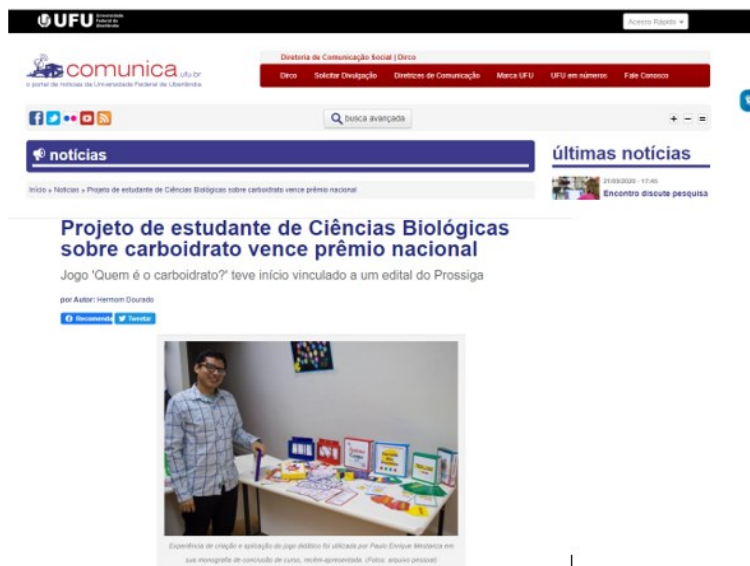 UFU Universidade Federal de Uberlândia
Acesso Rápido
comunica.ufu.br
o portal de notícias da Universidade Federal de Uberlândia
Diretoria de Comunicação Social | Dirco
Dirco Solicitar Divulgação Diretrizes de Comunicação Marca UFU UFU em números Fale Conosco
busca avançada
+ - =
notícias
últimas notícias
Início » Notícias » Projeto de estudante de Ciências Biológicas sobre carboidrato vence prêmio nacional
17:45
Encontro discute pesquisa
Projeto de estudante de Ciências Biológicas
sobre carboidrato vence prêmio nacional
Jogo 'Quem é o carboidrato?' teve início vinculado a um edital do Prossiga
por Autor: Hermom Dourado
Recomenda Tweetar
Experiência de criação e aplicação do jogo didático foi utilizada por Paulo Enrique Mestanza em
sua monografia de conclusão de curso, recém-apresentada. (Fotos: arquivo pessoal)